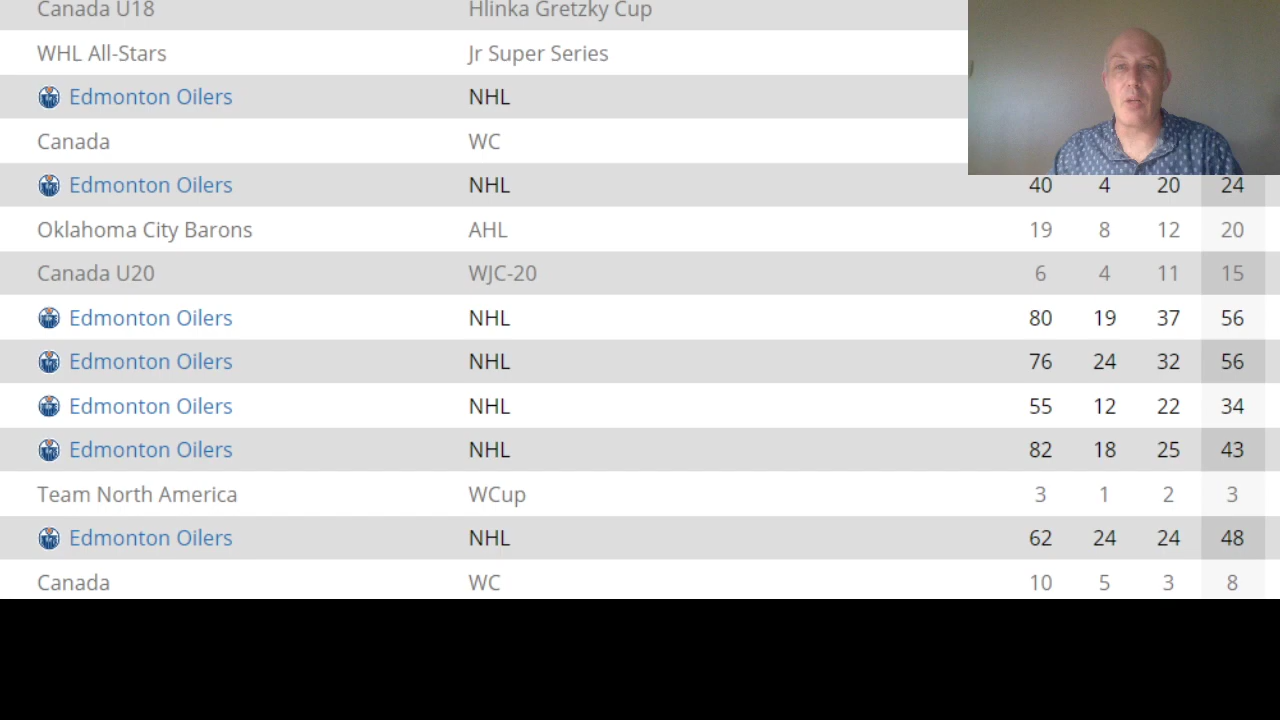 Canada U18 Hlinka Gretzky Cup
WHL All-Stars Jr Super Series
Edmonton Oilers NHL
Canada WC
Edmonton Oilers NHL 40 4 20 24
Oklahoma City Barons AHL 19 8 12 20
Canada U20 WJC-20 6 4 11 15
Edmonton Oilers NHL 80 19 37 56
Edmonton Oilers NHL 76 24 32 56
Edmonton Oilers NHL 55 12 22 34
Edmonton Oilers NHL 82 18 25 43
Team North America WCup 3 1 2 3
Edmonton Oilers NHL 62 24 24 48
Canada WC 10 5 3 8